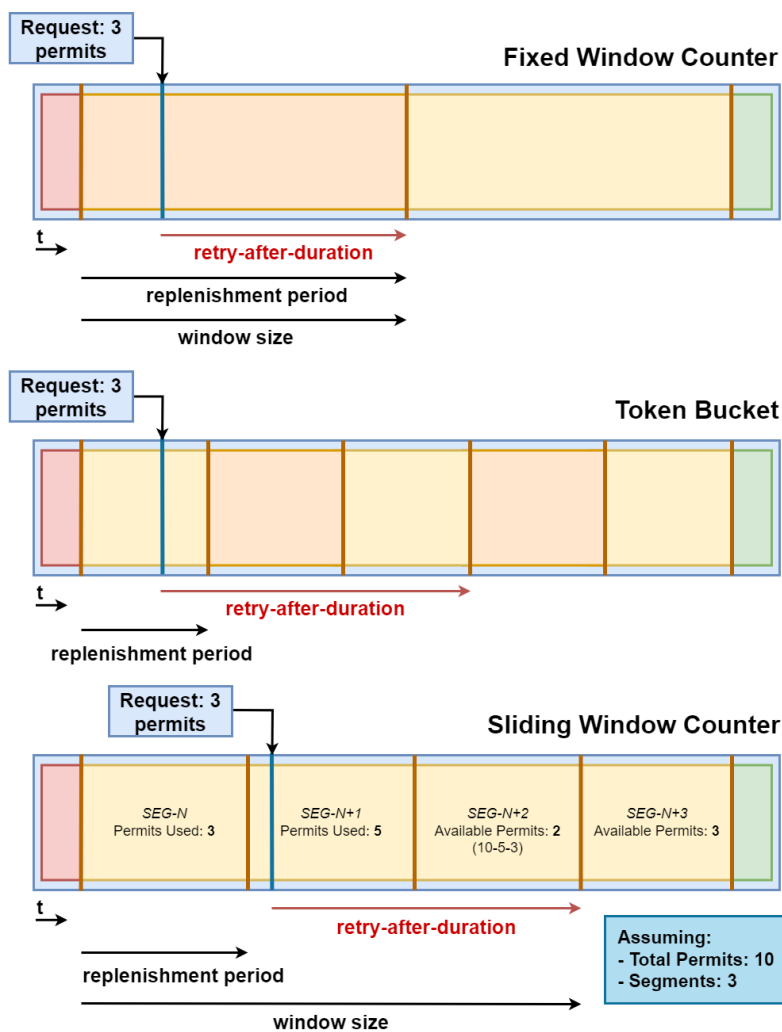 Request: 3
permits
Fixed Window Counter
t
retry-after-duration
replenishment period
window size
Request: 3
permits
Token Bucket
t
retry-after-duration
replenishment period
Request: 3
permits
Sliding Window Counter
SEG-N
Permits Used: 3
SEG-N+1
Permits Used: 5
SEG-N+2
Available Permits: 2
(10-5-3)
SEG-N+3
Available Permits: 3
t
retry-after-duration
replenishment period
window size
Assuming:
- Total Permits: 10
- Segments: 3